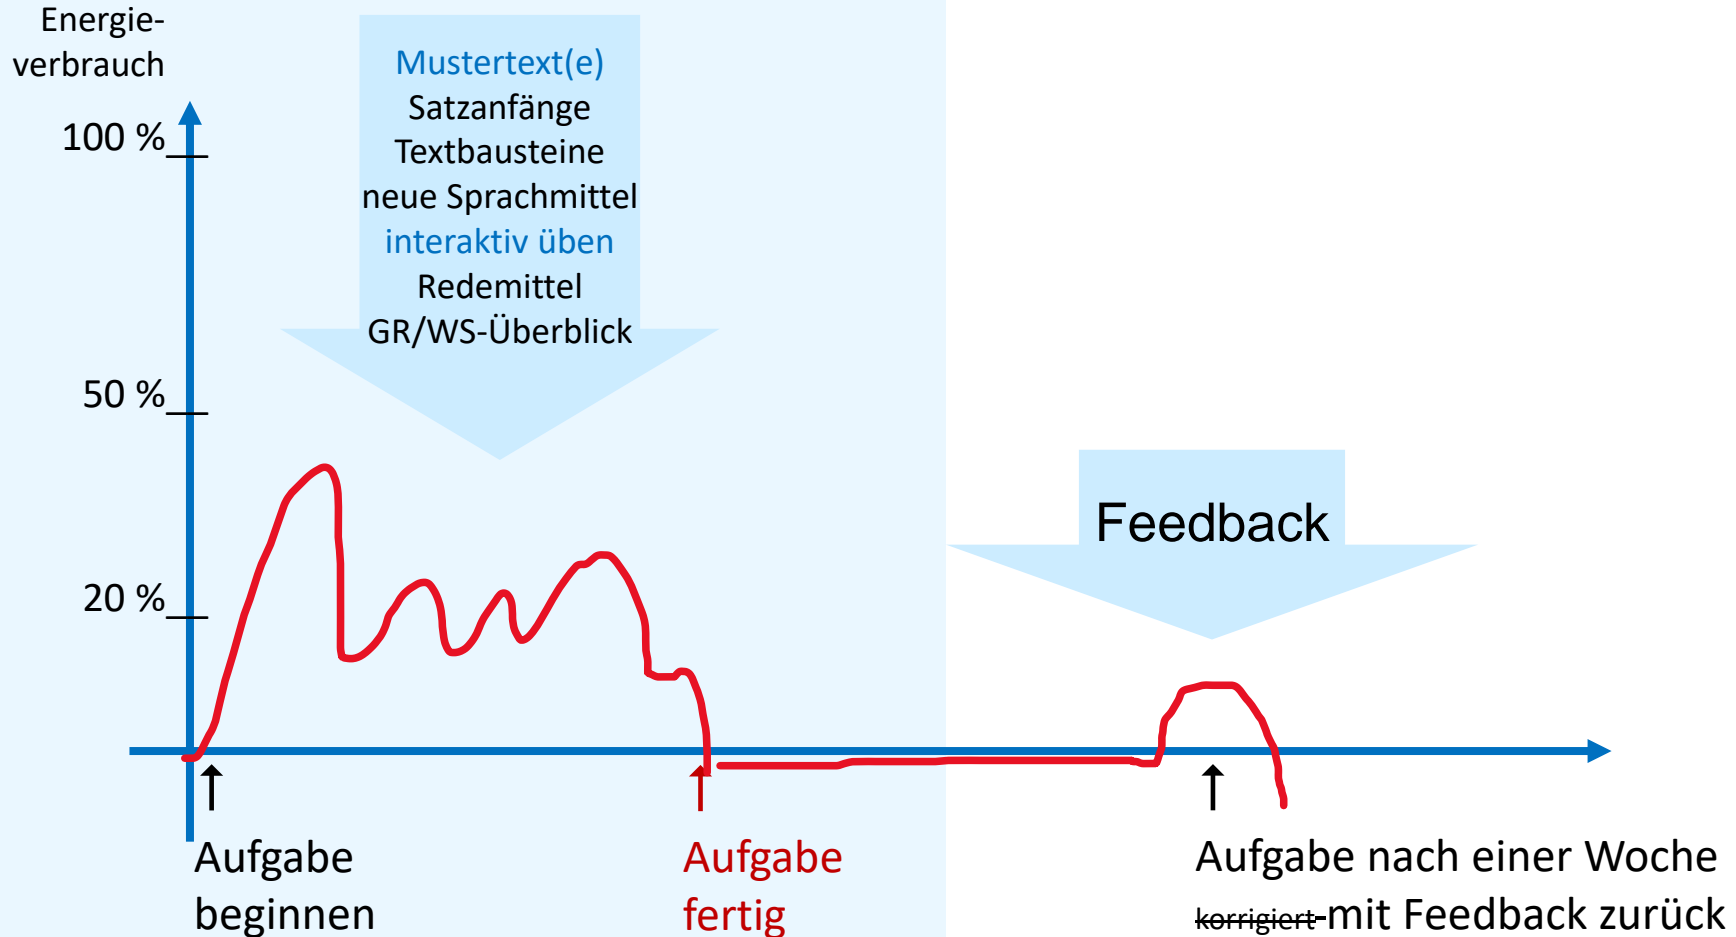 Energie-
verbrauch
100 %
50 %
20 %
Mustertext(e)
Satzanfänge
Textbausteine
neue Sprachmittel
interaktiv üben
Redemittel
GR/WS-Überblick
Feedback
Aufgabe
beginnen
Aufgabe
fertig
Aufgabe nach einer Woche
korrigiert mit Feedback zurück